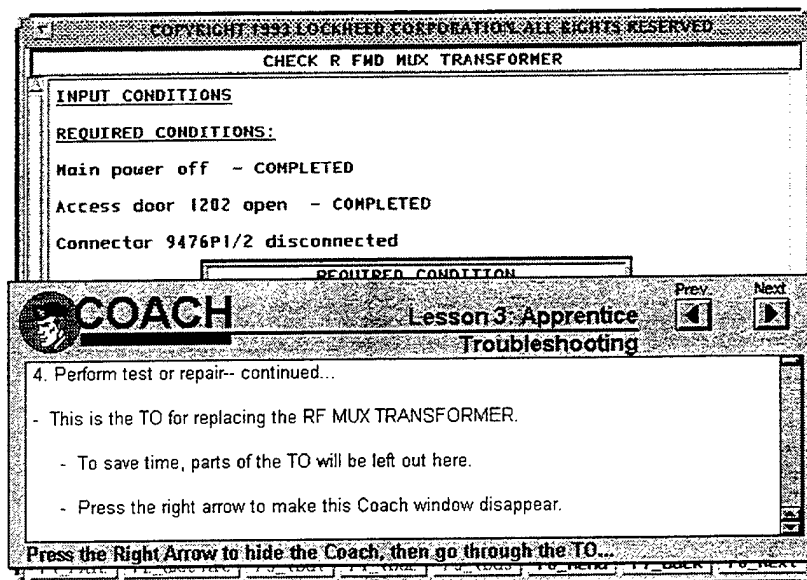 COPYRIGHT 1993 LOCKHEED CORPORATION. ALL RIGHTS RESERVED
CHECK R FWD MUX TRANSFORMER
INPUT CONDITIONS
REQUIRED CONDITIONS:
Main power off - COMPLETED
Access door 1202 open - COMPLETED
Connector 9476P1/2 disconnected
REQUIRED CONDITION
COACH
Lesson 3: Apprentice
Troubleshooting
Prev
Next
4. Perform test or repair-- continued...
- This is the TO for replacing the RF MUX TRANSFORMER.
- To save time, parts of the TO will be left out here.
- Press the right arrow to make this Coach window disappear.
Press the Right Arrow to hide the Coach, then go through the TO...